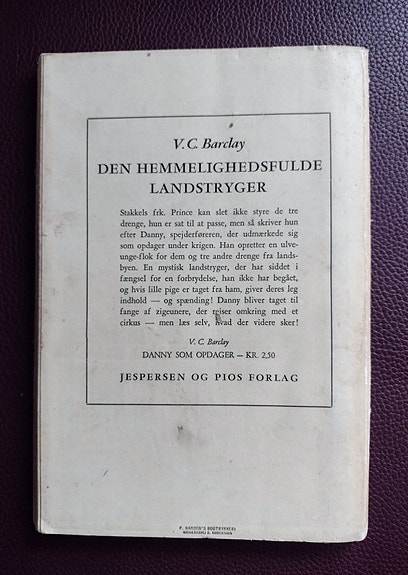 V. C. Barclay
DEN HEMMELIGHEDSFULDE
LANDSTRYGER
Stakkels frk. Prince kan slet ikke styre de tre
drenge, hun er sat til at passe, men så skriver hun
efter Danny, spejderføreren, der udmærkede sig
som opdager under krigen! Han opretter en ulve-
unge-flok for dem og tre andre drenge fra lands-
byen. En mystisk landstryger, der har siddet i
fængsel for en forbrydelse, han ikke har begået,
og hvis lille pige er taget fra ham, giver deres leg
indhold — og spænding! Danny bliver taget til
fange af zigeunere, der rejser omkring med et
cirkus — men læs selv, hvad der videre sker!
V. C. Barclay
DANNY SOM OPDAGER — KR. 2,50
JESPERSEN OG PIOS FORLAG
P. HANSEN'S BOGTRYKKERI